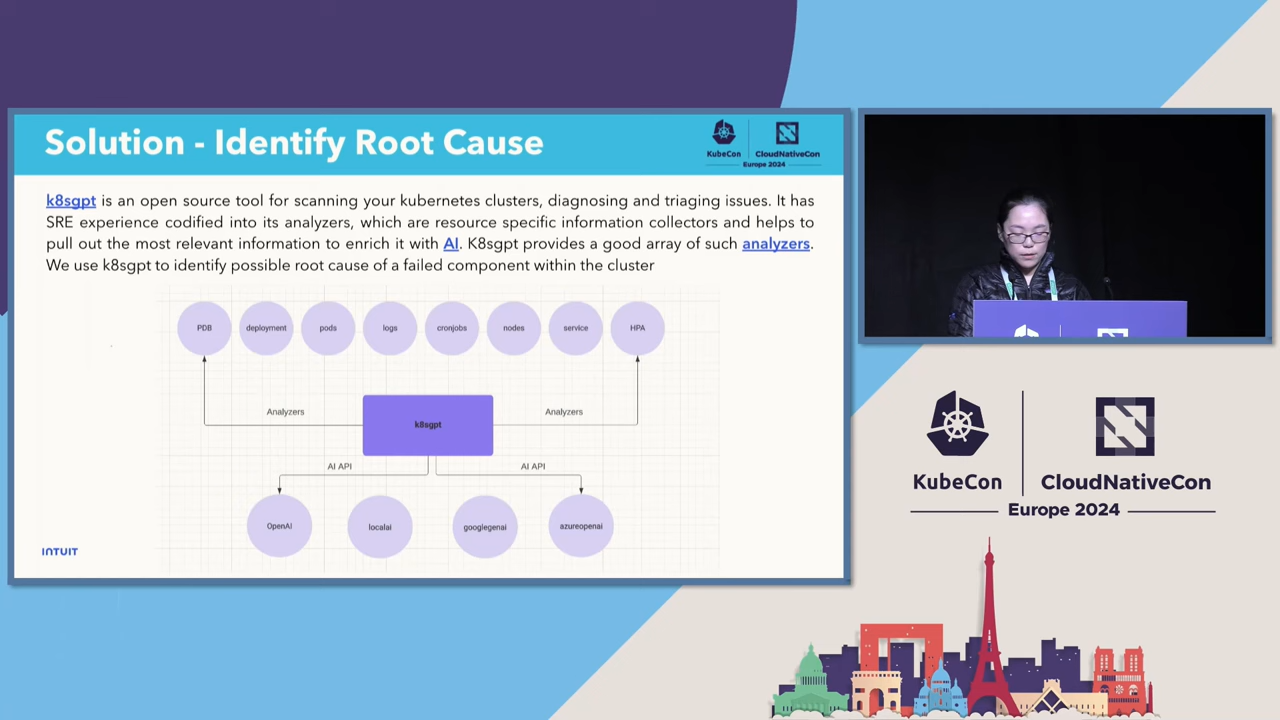 Solution - Identify Root Cause
KubeCon
CloudNativeCon
Europe 2024
k8sgpt is an open source tool for scanning your kubernetes clusters, diagnosing and triaging issues. It has
SRE experience codified into its analyzers, which are resource specific information collectors and helps to
pull out the most relevant information to enrich it with AI. K8sgpt provides a good array of such analyzers.
We use k8sgpt to identify possible root cause of a failed component within the cluster
PDB
deployment
pods
logs
cronjobs
nodes
service
HPA
Analyzers
k8sgpt
Analyzers
AI API
AI API
OpenAI
localai
googlegenai
azureopenai
INTUIT
KubeCon
CloudNativeCon
Europe 2024